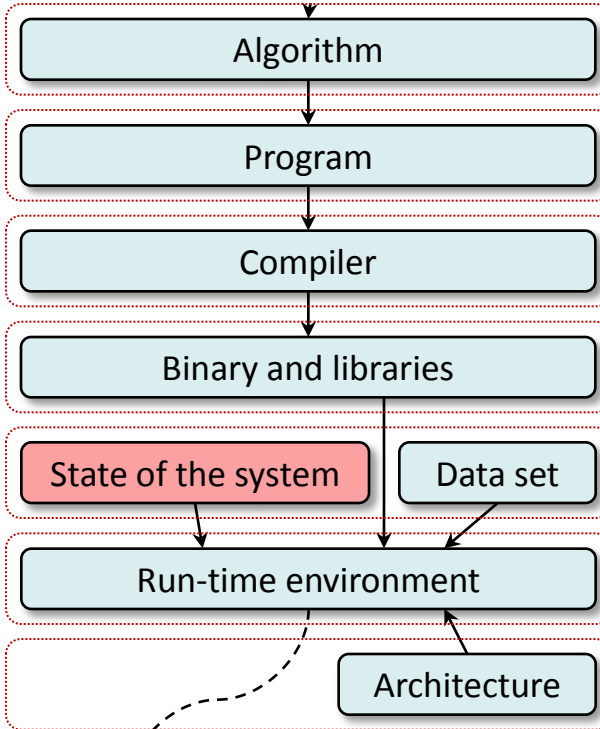 Algorithm
Program
Compiler
Binary and libraries
State of the system
Data set
Run-time environment
Architecture